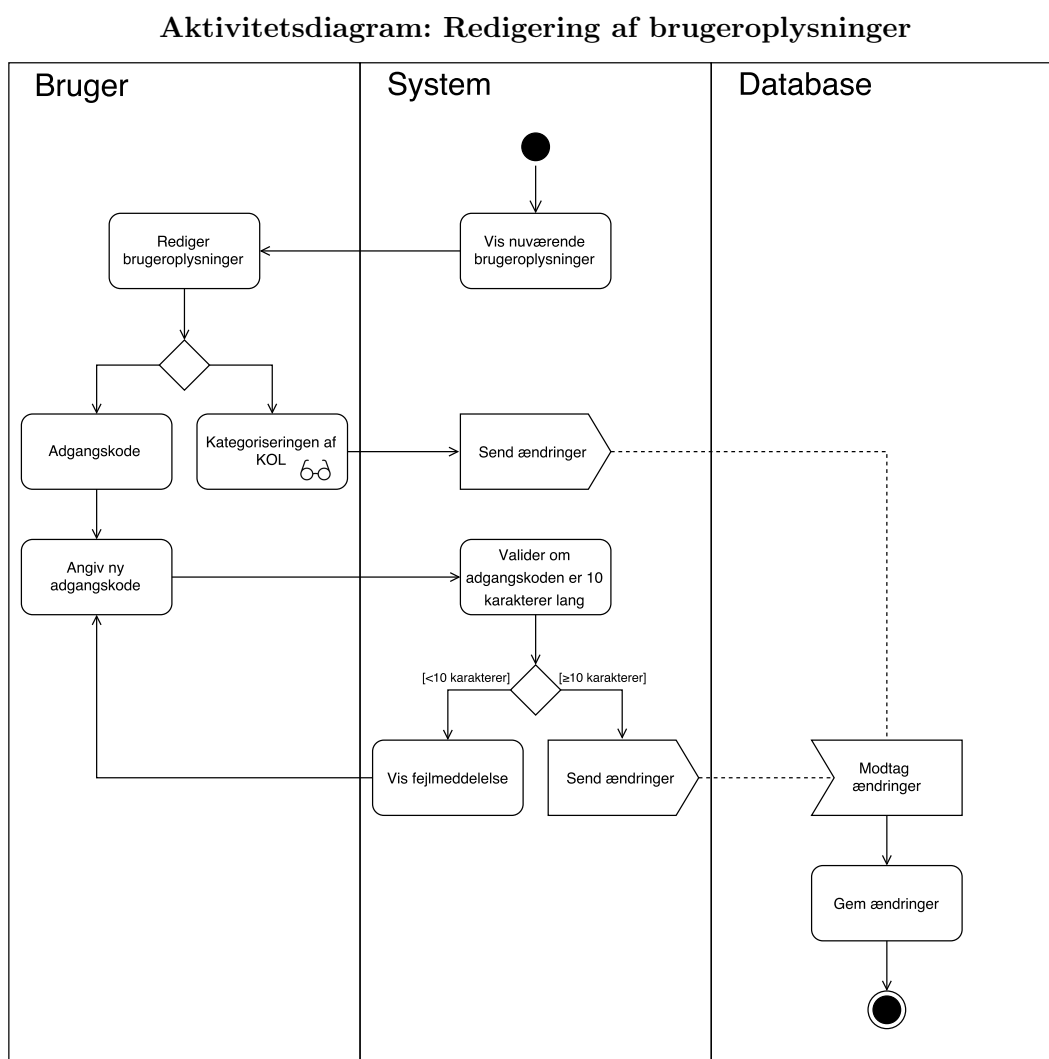 Aktivitetsdiagram: Redigering af brugeroplysninger
Bruger
System
Database
Rediger
brugeroplysninger
Vis nuværende
brugeroplysninger
Adgangskode
Kategoriseringen af
KOL
Send ændringer
Angiv ny
adgangskode
Valider om
adgangskoden er 10
karakterer lang
[<10 karakterer]
[≥10 karakterer]
Vis fejlmeddelelse
Send ændringer
Modtag
ændringer
Gem ændringer